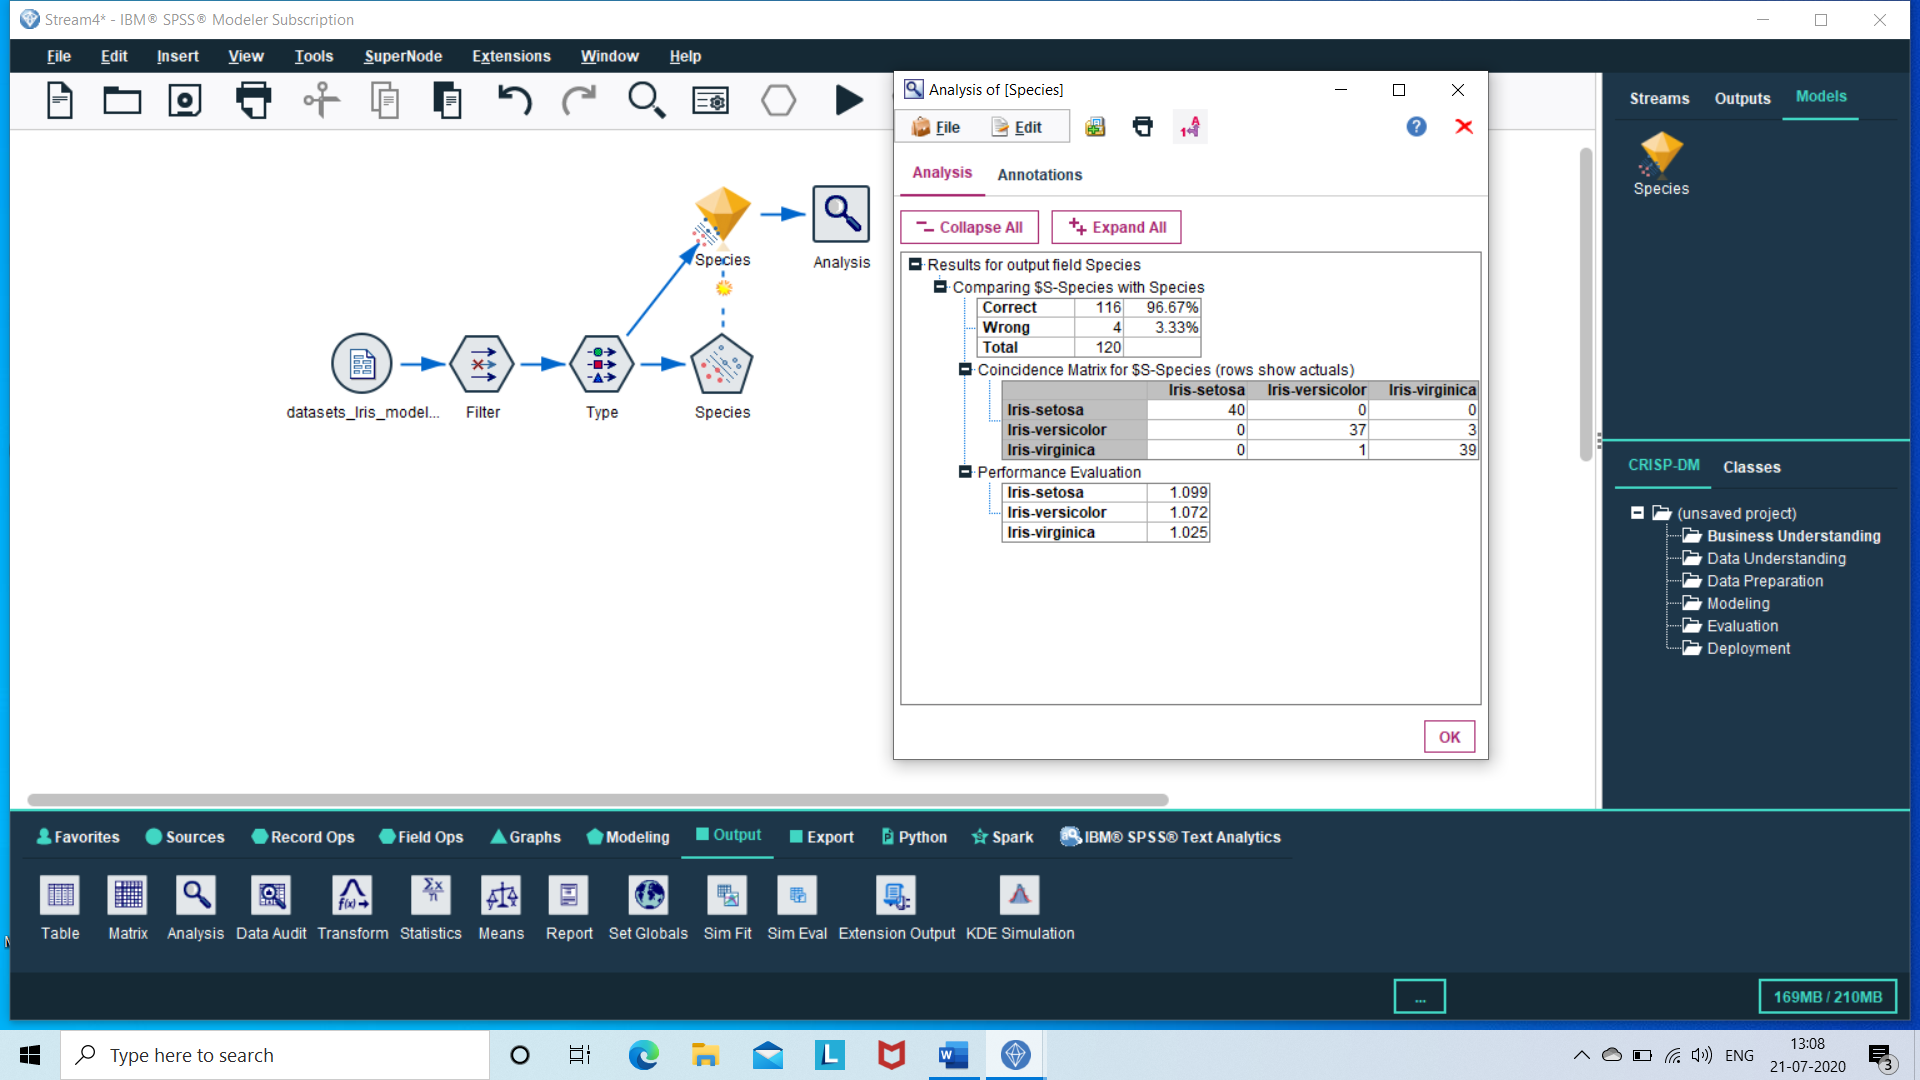 Stream4* - IBM® SPSS® Modeler Subscription
File Edit Insert View Tools SuperNode Extensions Window Help
Analysis of [Species]
File Edit
Analysis Annotations
Collapse All Expand All
Results for output field Species
Comparing $S-Species with Species
Correct 116 96.67%
Wrong 4 3.33%
Total 120
Coincidence Matrix for $S-Species (rows show actuals)
Iris-setosa Iris-versicolor Iris-virginica
Iris-setosa 40 0 0
Iris-versicolor 0 37 3
Iris-virginica 0 1 39
Performance Evaluation
Iris-setosa 1.099
Iris-versicolor 1.072
Iris-virginica 1.025
OK
Species
Analysis
datasets_Iris_model...
Filter
Type
Species
Streams Outputs Models
Species
CRISP-DM Classes
(unsaved project)
Business Understanding
Data Understanding
Data Preparation
Modeling
Evaluation
Deployment
Favorites Sources Record Ops Field Ops Graphs Modeling Output Export Python Spark IBM® SPSS® Text Analytics
Table Matrix Analysis Data Audit Transform Statistics Means Report Set Globals Sim Fit Sim Eval Extension Output KDE Simulation
... 169MB / 210MB
Type here to search
ENG
13:08
21-07-2020
3